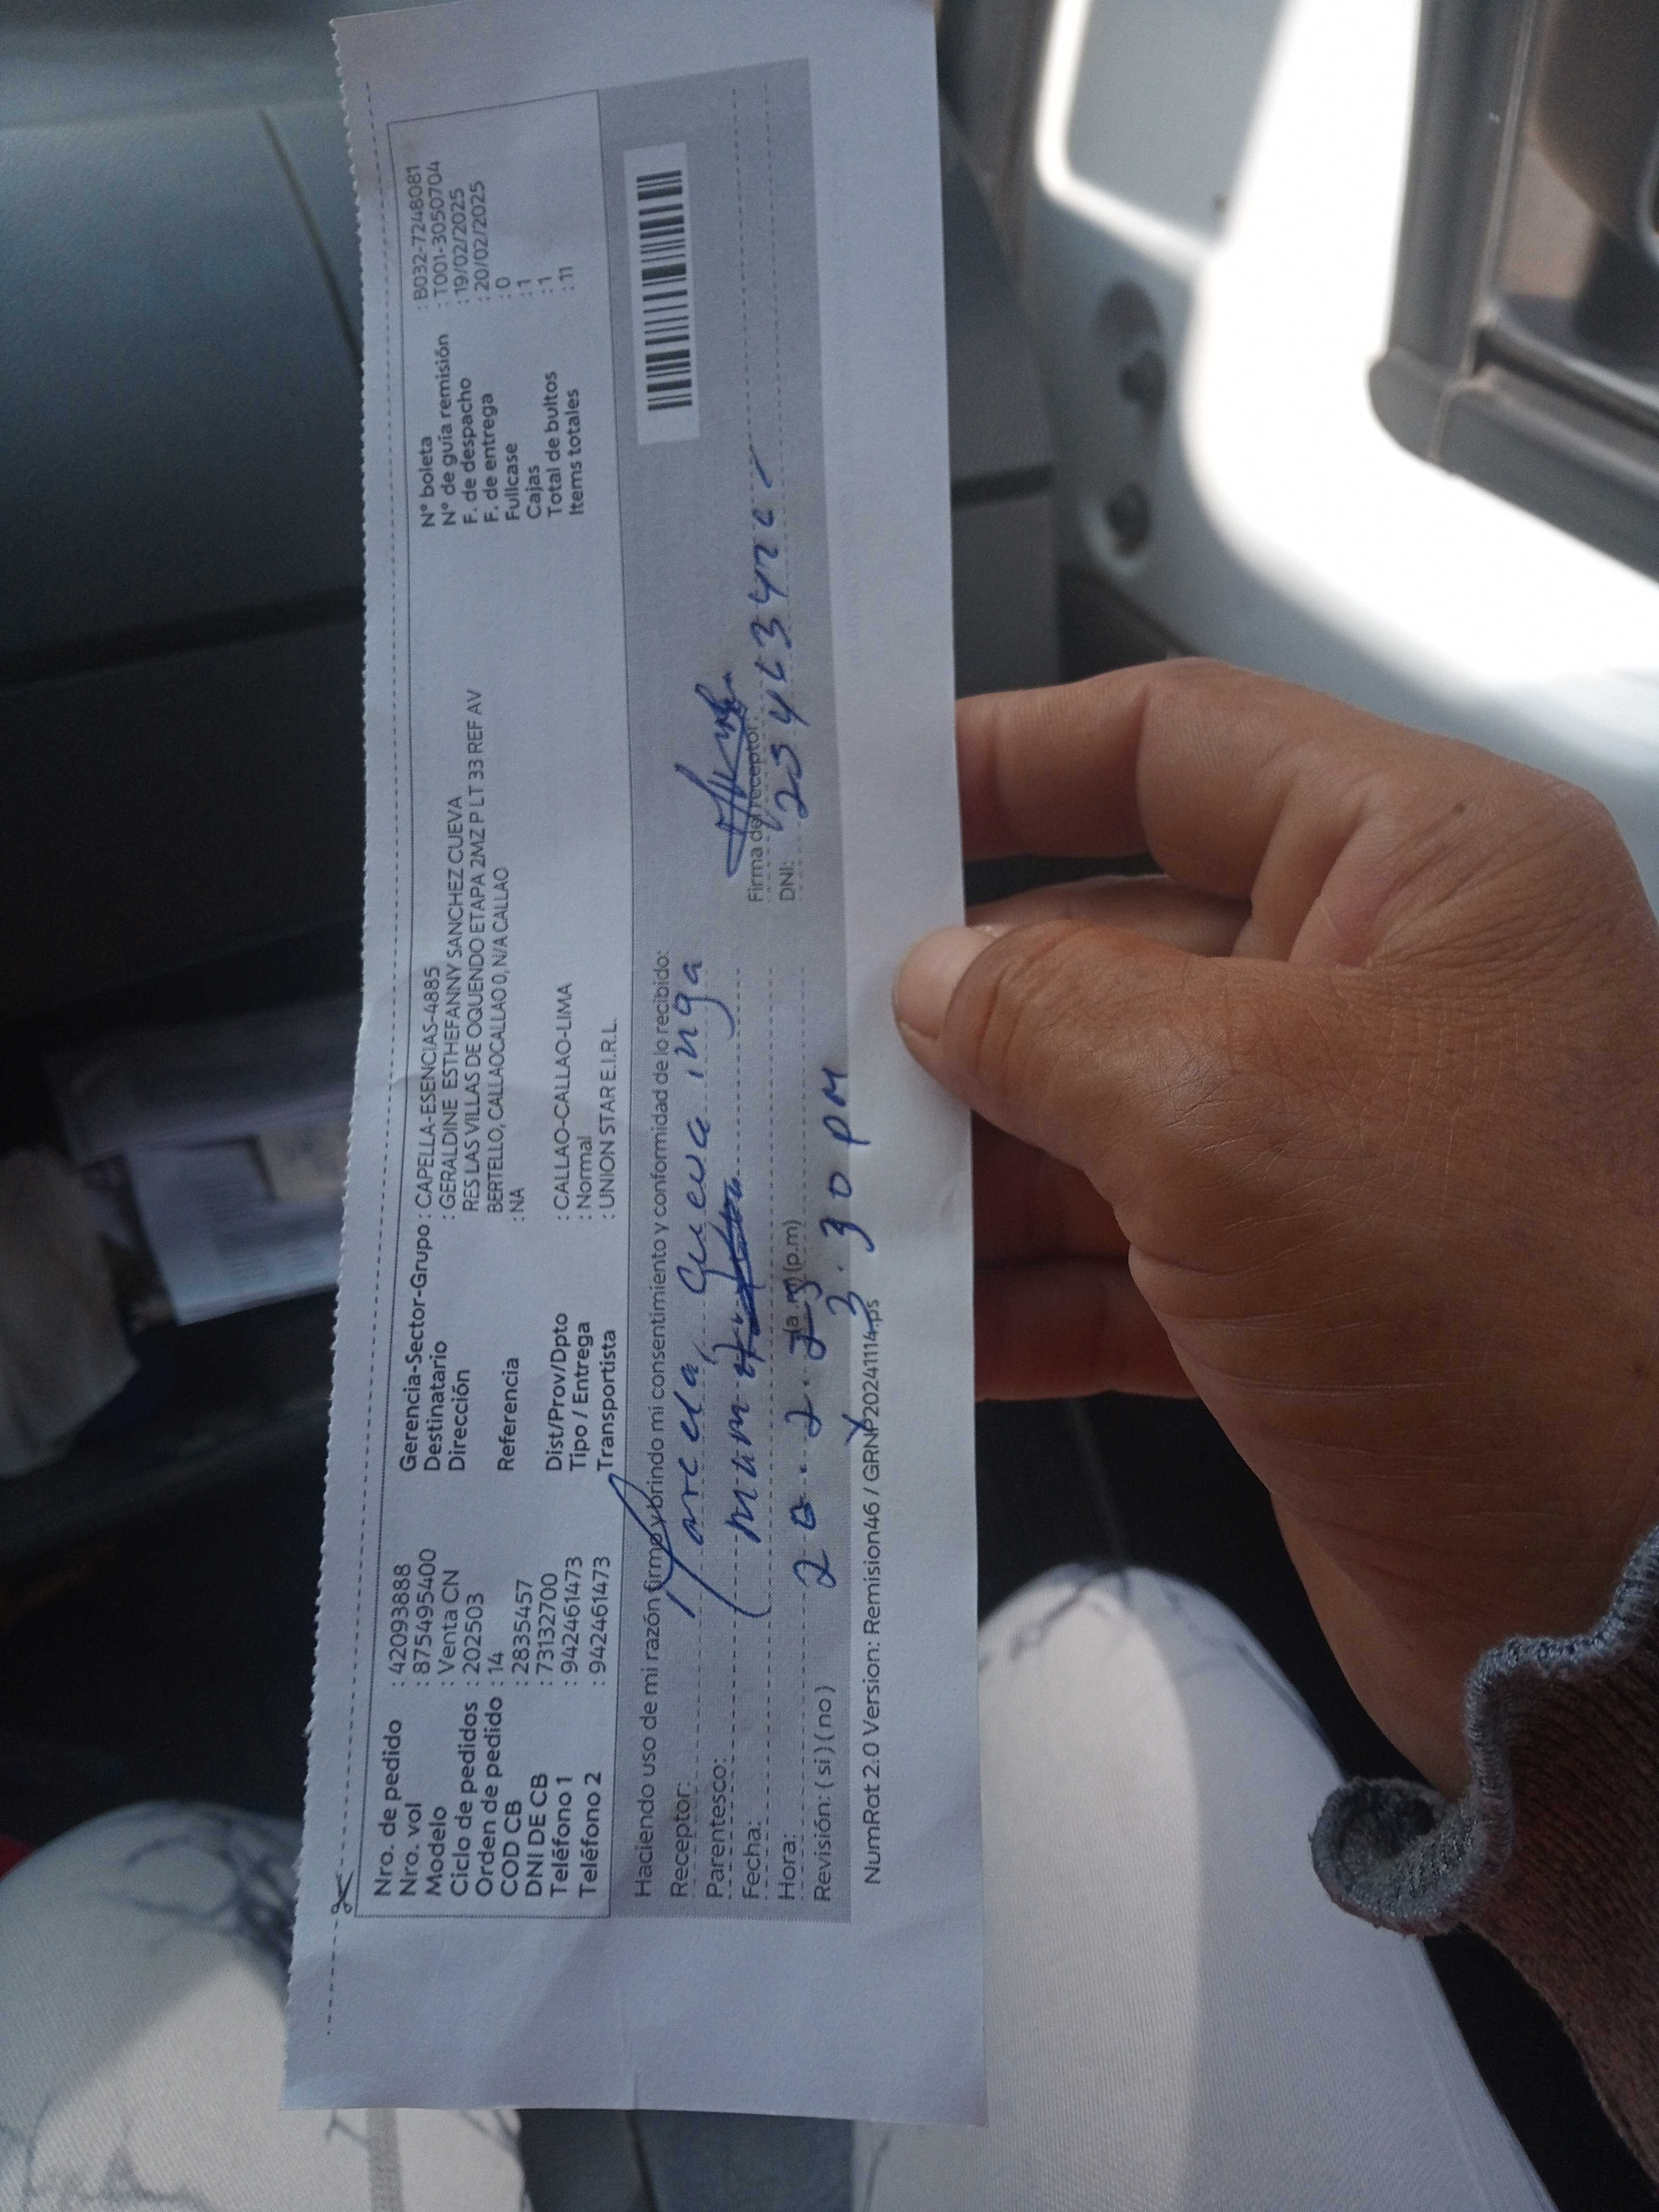 Nro. de pedido : 42093888
Nro. vol : 875495400
Modelo : Venta CN
Ciclo de pedidos : 202503
Orden de pedido : 14
COD CB : 2835457
DNI DE CB : 73132700
Teléfono 1 : 942461473
Teléfono 2 : 942461473
Gerencia-Sector-Grupo : CAPELLA-ESENCIAS-4885
Destinatario : GERALDINE ESTHEFANNY SANCHEZ CUEVA
Dirección RES LAS VILLAS DE OQUENDO ETAPA 2MZ P LT 33 REF AV
BERTELLO, CALLAOCALLAO 0, N/A CALLAO
Referencia : NA
Dist/Prov/Dpto : CALLAO-CALLAO-LIMA
Tipo / Entrega : Normal
Transportista : UNION STAR E.I.R.L.
N° boleta : B032-7248081
N° de guía remisión : T001-3050704
F. de despacho : 19/02/2025
F. de entrega : 20/02/2025
Fullcase : 0
Cajas : 1
Total de bultos : 1
Items totales : 11
Haciendo uso de mi razón firmo y brindo mi consentimiento y conformidad de lo recibido:
Receptor: Marcela, Cueva inga
Parentesco:
Fecha:
Hora: (a.m) (p.m)
3.30 PM
Revisión: ( si ) ( no )
Firma del receptor:
DNI:
NumRot 2.0 Version: Remision46 / GRNP20241114.ps